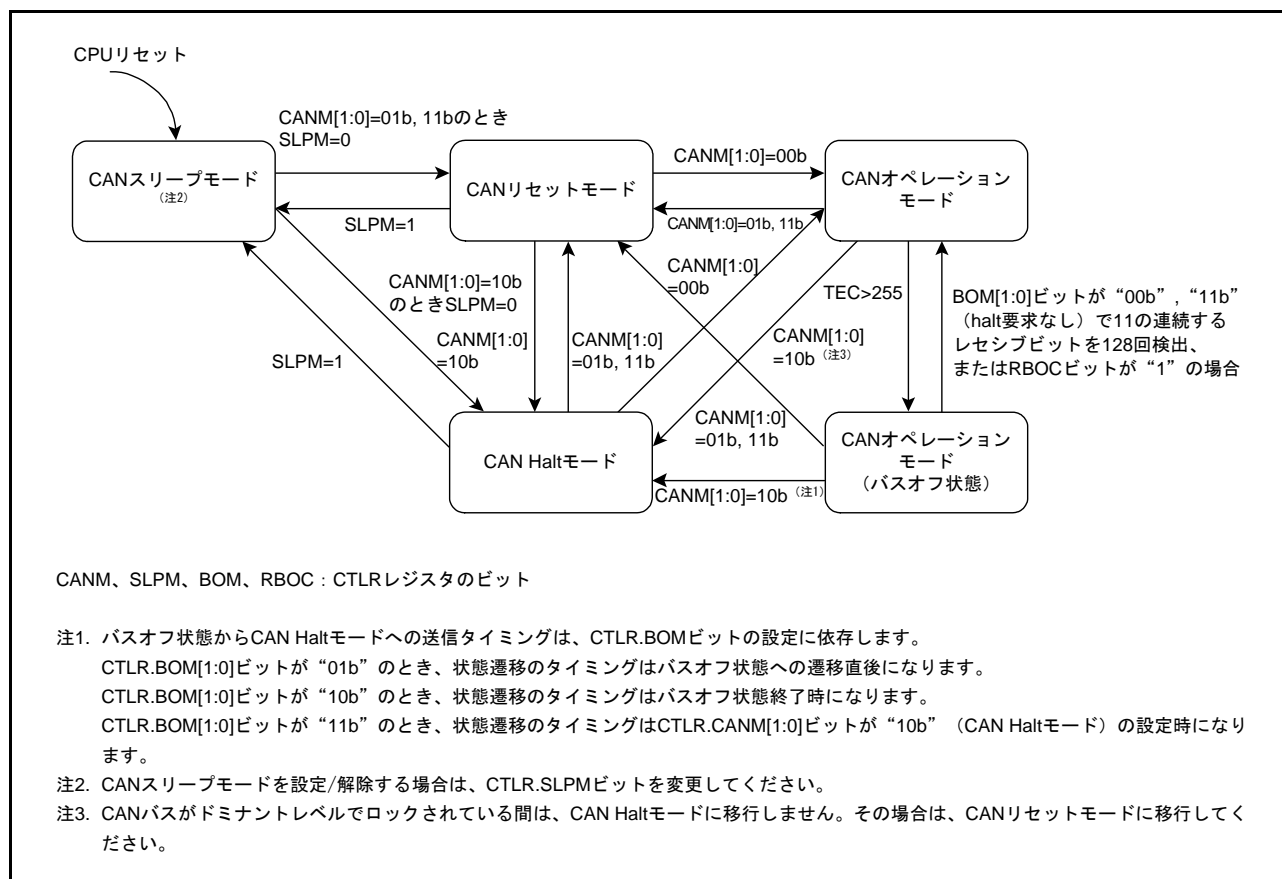 CPUリセット
CANM[1:0]=01b, 11bのとき
SLPM=0
CANスリープモード
（注2）
SLPM=1
CANリセットモード
CANM[1:0]=00b
CANM[1:0]=01b, 11b
CANオペレーション
モード
CANM[1:0]=10b
のときSLPM=0
CANM[1:0]
=10b
SLPM=1
CANM[1:0]
=01b, 11b
CANM[1:0]
=00b
CANM[1:0]
=10b（注3）
TEC>255
BOM[1:0]ビットが“00b”, “11b”
（halt要求なし）で11の連続する
レセシブビットを128回検出、
またはRBOCビットが“1”の場合
CAN Haltモード
CANM[1:0]
=01b, 11b
CANM[1:0]=10b（注1）
CANオペレーション
モード
（バスオフ状態）
CANM、SLPM、BOM、RBOC：CTLRレジスタのビット
注1. バスオフ状態からCAN Haltモードへの送信タイミングは、CTLR.BOMビットの設定に依存します。
CTLR.BOM[1:0]ビットが“01b”のとき、状態遷移のタイミングはバスオフ状態への遷移直後になります。
CTLR.BOM[1:0]ビットが“10b”のとき、状態遷移のタイミングはバスオフ状態終了時になります。
CTLR.BOM[1:0]ビットが“11b”のとき、状態遷移のタイミングはCTLR.CANM[1:0]ビットが“10b”（CAN Haltモード）の設定時になり
ます。
注2. CANスリープモードを設定/解除する場合は、CTLR.SLPMビットを変更してください。
注3. CANバスがドミナントレベルでロックされている間は、CAN Haltモードに移行しません。その場合は、CANリセットモードに移行してく
ださい。